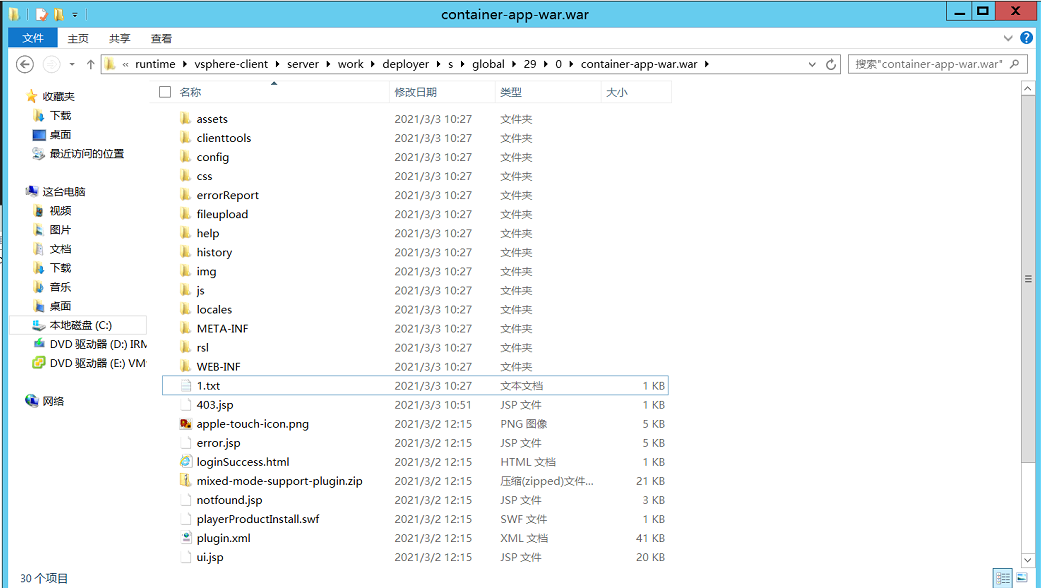 container-app-war.war
文件 主页 共享 查看
« runtime vsphere-client server work deployer s global 29 0 container-app-war.war 搜索"container-app-war.war"
名称 修改日期 类型 大小
收藏夹
下载
桌面
最近访问的位置
这台电脑
视频
图片
文档
下载
音乐
桌面
本地磁盘 (C:)
DVD 驱动器 (D:) IRM
DVD 驱动器 (E:) VM
网络
assets 2021/3/3 10:27 文件夹
clienttools 2021/3/3 10:27 文件夹
config 2021/3/3 10:27 文件夹
css 2021/3/3 10:27 文件夹
errorReport 2021/3/3 10:27 文件夹
fileupload 2021/3/3 10:27 文件夹
help 2021/3/3 10:27 文件夹
history 2021/3/3 10:27 文件夹
img 2021/3/3 10:27 文件夹
js 2021/3/3 10:27 文件夹
locales 2021/3/3 10:27 文件夹
META-INF 2021/3/3 10:27 文件夹
rsl 2021/3/3 10:27 文件夹
WEB-INF 2021/3/3 10:27 文件夹
1.txt 2021/3/3 10:27 文本文档 1 KB
403.jsp 2021/3/3 10:51 JSP 文件 1 KB
apple-touch-icon.png 2021/3/2 12:15 PNG 图像 5 KB
error.jsp 2021/3/2 12:15 JSP 文件 5 KB
loginSuccess.html 2021/3/2 12:15 HTML 文档 1 KB
mixed-mode-support-plugin.zip 2021/3/2 12:15 压缩(zipped)文件... 21 KB
notfound.jsp 2021/3/2 12:15 JSP 文件 3 KB
playerProductInstall.swf 2021/3/2 12:15 SWF 文件 1 KB
plugin.xml 2021/3/2 12:15 XML 文档 41 KB
ui.jsp 2021/3/2 12:15 JSP 文件 20 KB
30 个项目